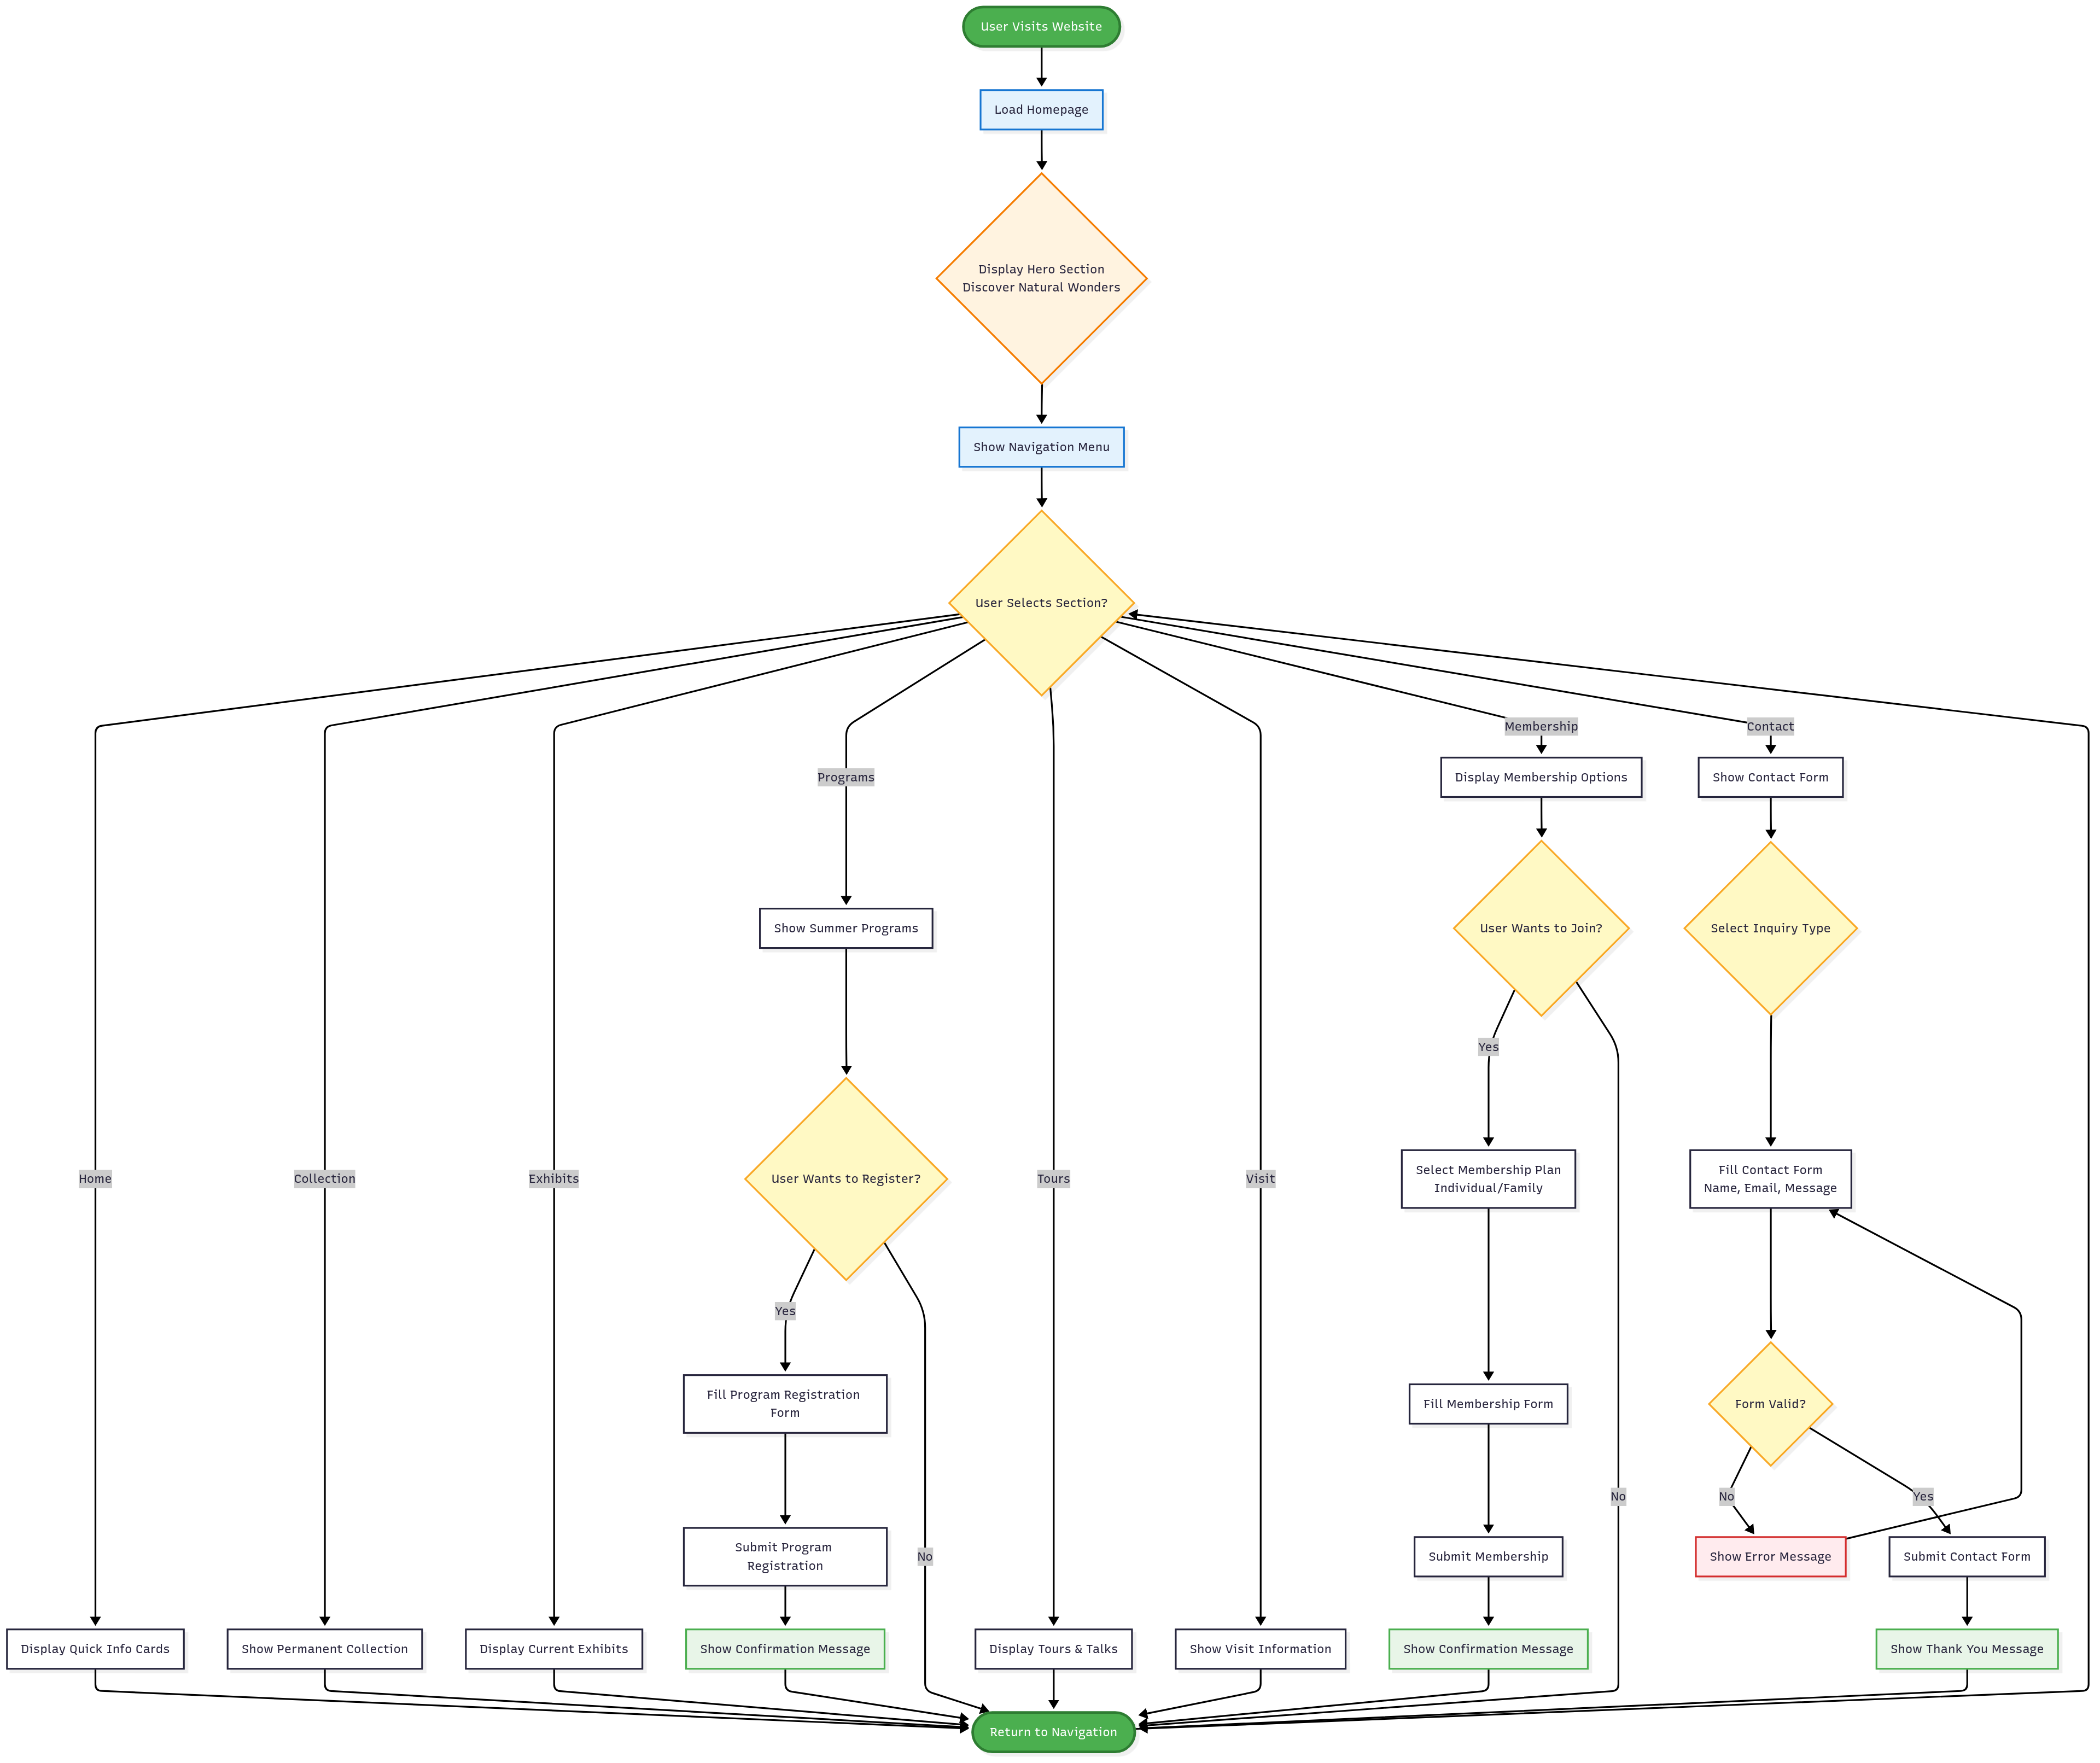 User Visits Website
Load Homepage
Display Hero Section
Discover Natural Wonders
Show Navigation Menu
User Selects Section?
Membership
Contact
Programs
Display Membership Options
Show Contact Form
Show Summer Programs
User Wants to Join?
Select Inquiry Type
Yes
Home
Collection
Exhibits
User Wants to Register?
Tours
Visit
Select Membership Plan
Individual/Family
Fill Contact Form
Name, Email, Message
Yes
Fill Program Registration
Form
Fill Membership Form
Form Valid?
No
No
Yes
Submit Program
Registration
No
Submit Membership
Show Error Message
Submit Contact Form
Display Quick Info Cards
Show Permanent Collection
Display Current Exhibits
Show Confirmation Message
Display Tours & Talks
Show Visit Information
Show Confirmation Message
Show Thank You Message
Return to Navigation